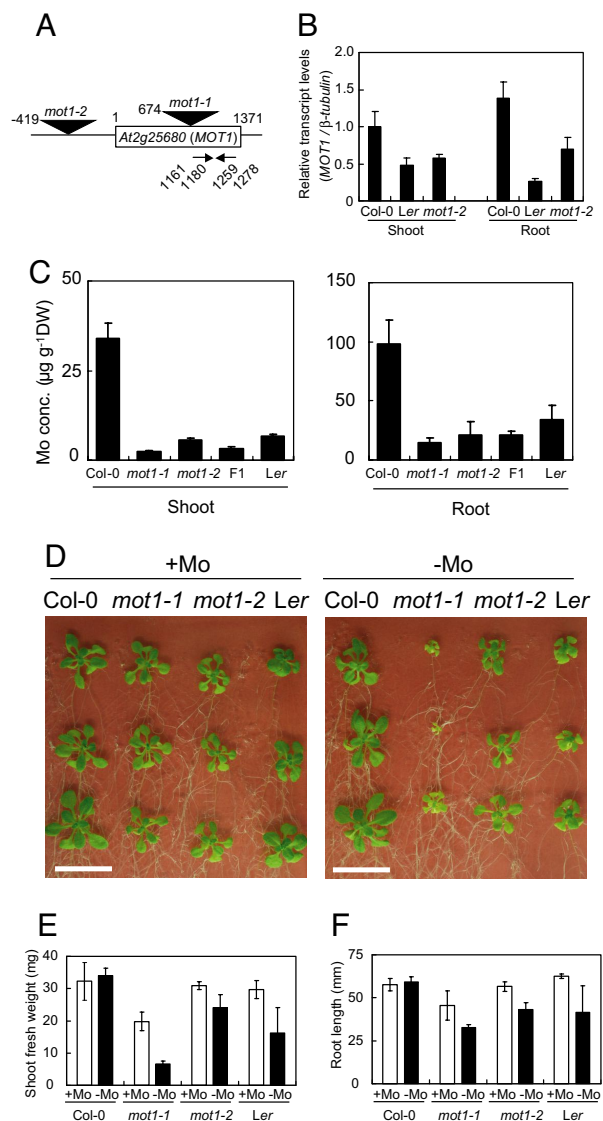 A
-419 mot1-2 1 674 mot1-1 1371
At2g25680 (MOT1)
1161 1180 1259 1278
B
Relative transcript levels
(MOT1 / β-tubulin)
2.0
1.5
1.0
0.5
0
Col-0 Ler mot1-2 Col-0 Ler mot1-2
Shoot Root
C
Mo conc. (µg g-1DW)
50
25
0
Col-0 mot1-1 mot1-2 F1 Ler
Shoot
150
100
50
0
Col-0 mot1-1 mot1-2 F1 Ler
Root
D
+Mo -Mo
Col-0 mot1-1 mot1-2 Ler Col-0 mot1-1 mot1-2 Ler
E
Shoot fresh weight (mg)
40
30
20
10
0
+Mo -Mo +Mo -Mo +Mo -Mo +Mo -Mo
Col-0 mot1-1 mot1-2 Ler
F
Root length (mm)
75
50
25
0
+Mo -Mo +Mo -Mo +Mo -Mo +Mo -Mo
Col-0 mot1-1 mot1-2 Ler